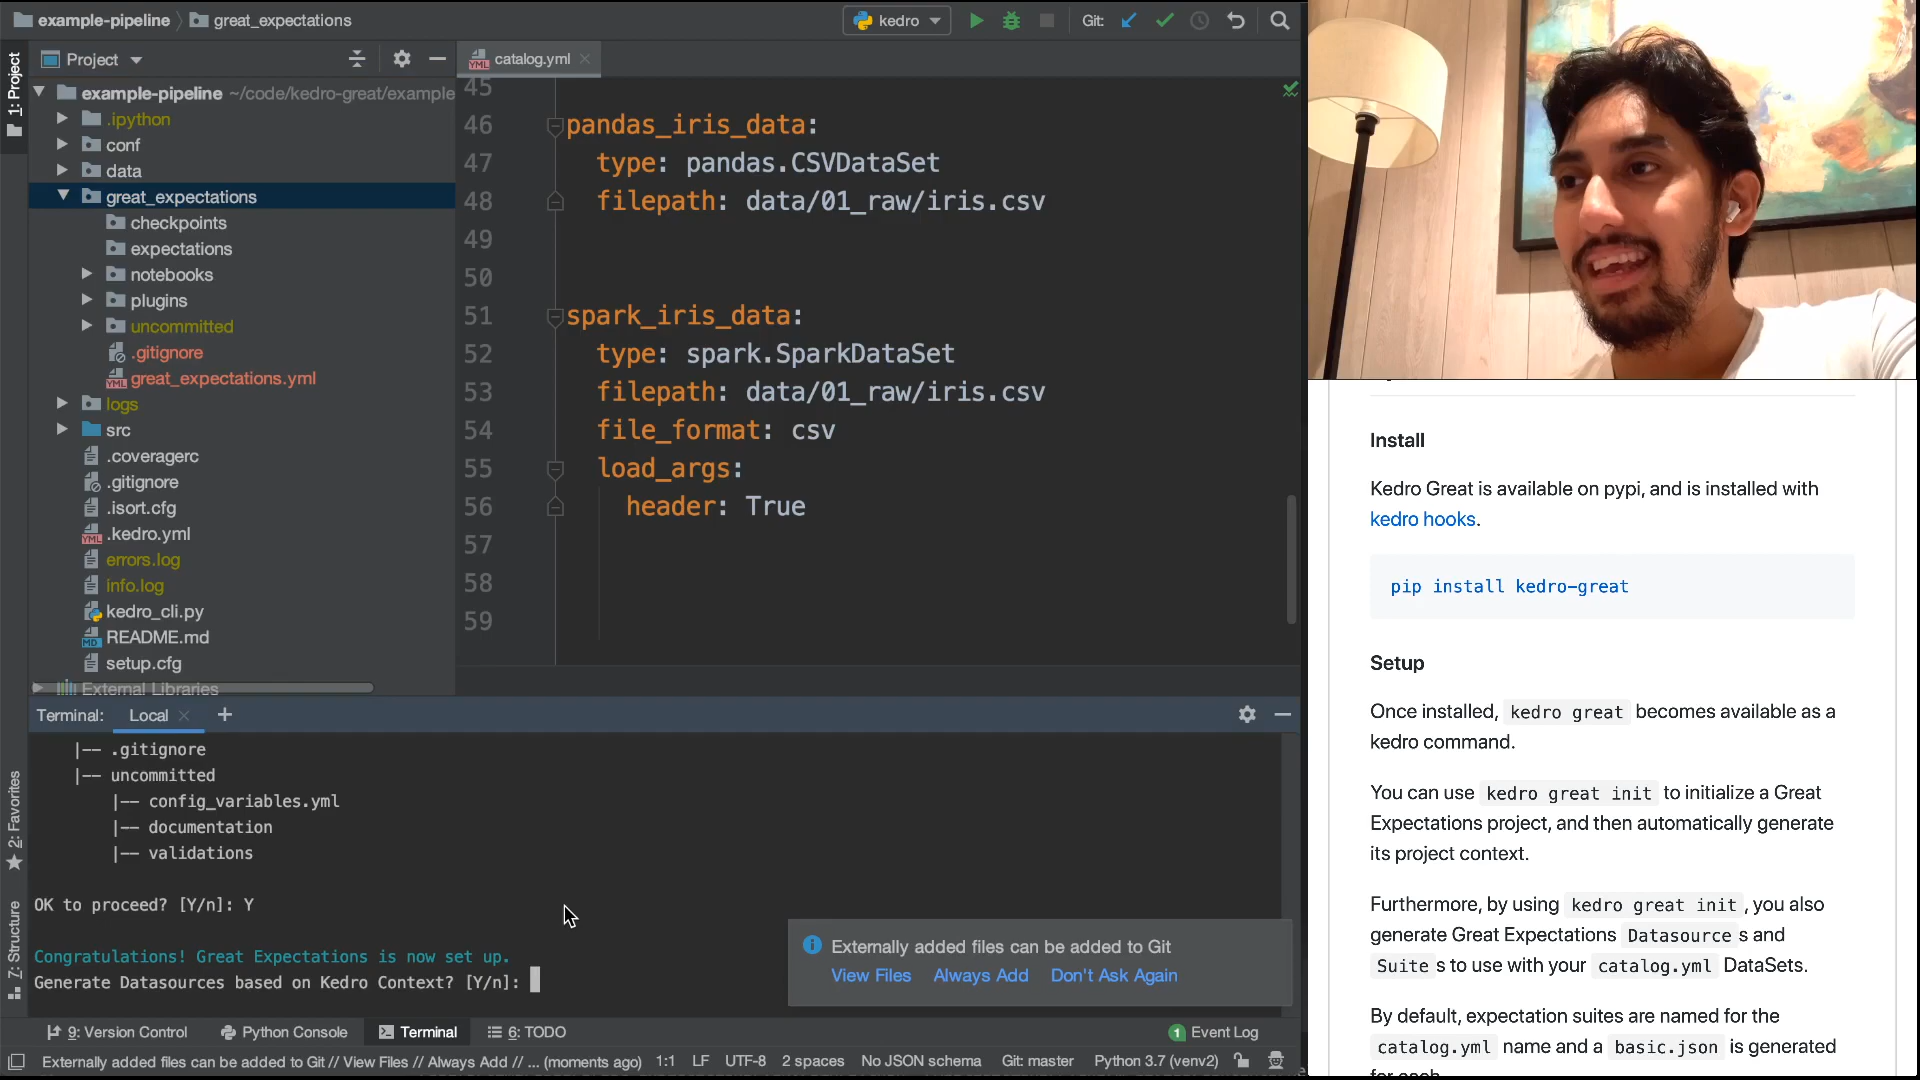 example-pipeline
great_expectations
kedro
Git:
1: Project
Project
catalog.yml
example-pipeline ~/code/kedro-great/example
.ipython
conf
data
great_expectations
checkpoints
expectations
notebooks
plugins
uncommitted
.gitignore
great_expectations.yml
logs
src
.coveragerc
.gitignore
.isort.cfg
.kedro.yml
errors.log
info.log
kedro_cli.py
README.md
setup.cfg
External Libraries
45
46 pandas_iris_data:
47 type: pandas.CSVDataSet
48 filepath: data/01_raw/iris.csv
49
50
51 spark_iris_data:
52 type: spark.SparkDataSet
53 filepath: data/01_raw/iris.csv
54 file_format: csv
55 load_args:
56 header: True
57
58
59
Terminal: Local
|-- .gitignore
|-- uncommitted
|-- config_variables.yml
|-- documentation
|-- validations
OK to proceed? [Y/n]: Y
Congratulations! Great Expectations is now set up.
Generate Datasources based on Kedro Context? [Y/n]:
2: Favorites
7: Structure
Externally added files can be added to Git
View Files Always Add Don't Ask Again
9: Version Control Python Console Terminal 6: TODO
1 Event Log
Externally added files can be added to Git // View Files // Always Add // ... (moments ago) 1:1 LF UTF-8 2 spaces No JSON schema Git: master Python 3.7 (venv2)
Install
Kedro Great is available on pypi, and is installed with
kedro hooks.
pip install kedro-great
Setup
Once installed, kedro great becomes available as a
kedro command.
You can use kedro great init to initialize a Great
Expectations project, and then automatically generate
its project context.
Furthermore, by using kedro great init, you also
generate Great Expectations Datasource s and
Suite s to use with your catalog.yml DataSets.
By default, expectation suites are named for the
catalog.yml name and a basic.json is generated
for each.